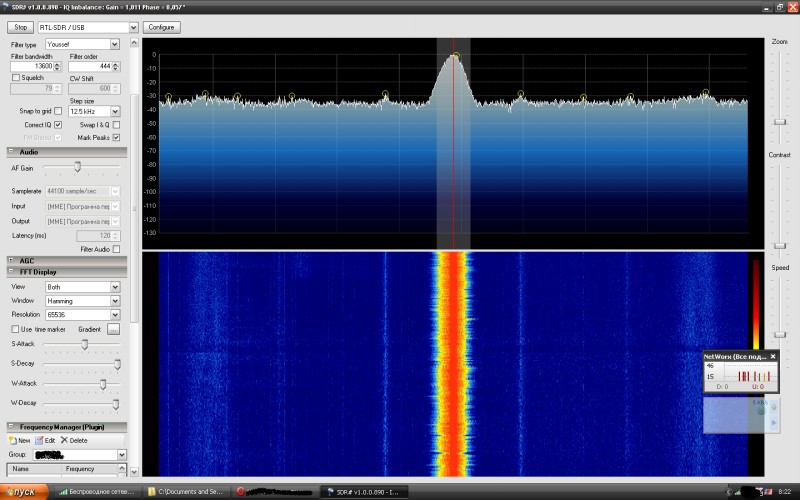 SDR# v1.0.0.890 - IQ Imbalance: Gain = 1,011 Phase = 0,057°
Stop
RTL-SDR / USB
Configure
Filter type
Youssef
Filter bandwidth
Filter order
13600
444
Squelch
CW Shift
79
600
Step size
Snap to grid
12.5 kHz
Correct IQ
Swap I & Q
FM Stereo
Mark Peaks
Audio
AF Gain
Samplerate
44100 sample/sec
Input
[MME] Программа пер
Output
[MME] Программа пер
Latency (ms)
120
Filter Audio
AGC
FFT Display
View
Both
Window
Hamming
Resolution
65536
Use time marker
Gradient
...
S-Attack
S-Decay
W-Attack
W-Decay
Frequency Manager (Plugin)
New
Edit
Delete
Group:
Name
Frequency
0
-10
-20
-30
-40
-50
-60
-70
-80
-90
-100
-110
-120
-130
Zoom
Contrast
Speed
NetWorx (Все под...
46
15
D: 0
U: 0
пуск
Беспроводное сетев...
C:\Documents and Se...
SDR# v1.0.0.890 - I...
8:22